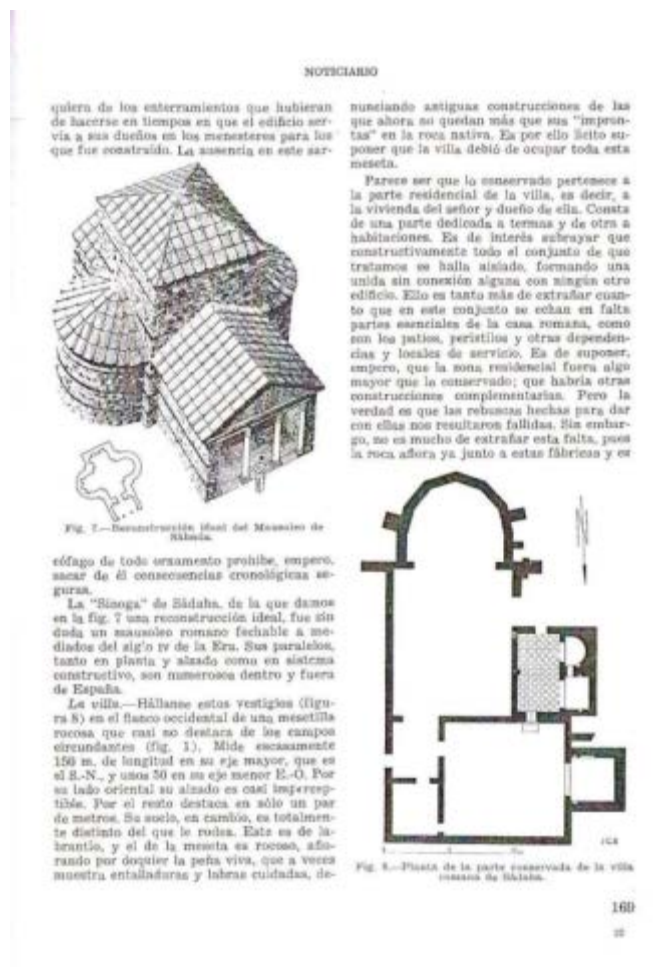 NOTICIARIO
quiera de los enterramientos que hubieran
de hacerse en tiempos en que el edificio ser-
vía a sus dueños en los menesteres para los
que fue construído. La ausencia en este sar-
Fig. 7.—Reconstrucción ideal del Mausoleo de
Sádaba.
cófago de todo ornamento prohibe, empero,
sacar de él consecuencias cronológicas se-
guras.
La "Sinoga" de Sádaba, de la que damos
en la fig. 7 una reconstrucción ideal, fue sin
duda un mausoleo romano fechable a me-
diados del siglo IV de la Era. Sus paralelos,
tanto en planta y alzado como en sistema
constructivo, son numerosos dentro y fuera
de España.
La villa.—Hállanse estos vestigios (figu-
ra 8) en el flanco occidental de una mesetilla
rocosa que casi no destaca de los campos
circundantes (fig. 1). Mide escasamente
150 m. de longitud en su eje mayor, que es
el S.-N., y unos 50 en su eje menor E.-O. Por
su lado oriental su alzado es casi impercep-
tible. Por el resto destaca en sólo un par
de metros. Su suelo, en cambio, es totalmen-
te distinto del que le rodea. Este es de la-
brantío, y el de la meseta es rocoso, aflo-
rando por doquier la peña viva, que a veces
muestra entalladuras y labras cuidadas, de-
nunciando antiguas construcciones de las
que ahora no quedan más que sus "impron-
tas" en la roca nativa. Es por ello lícito su-
poner que la villa debió de ocupar toda esta
meseta.
Parece ser que lo conservado pertenece a
la parte residencial de la villa, es decir, a
la vivienda del señor y dueño de ella. Consta
de una parte dedicada a termas y de otra a
habitaciones. Es de interés subrayar que
constructivamente todo el conjunto de que
tratamos se halla aislado, formando una
unida sin conexión alguna con ningún otro
edificio. Ello es tanto más de extrañar cuan-
to que en este conjunto se echan en falta
partes esenciales de la casa romana, como
son los patios, peristilos y otras dependen-
cias y locales de servicio. Es de suponer,
empero, que la zona residencial fuera algo
mayor que la conservado; que habría otras
construcciones complementarias. Pero la
verdad es que las rebuscas hechas para dar
con ellas nos resultaron fallidas. Sin embar-
go, no es mucho de extrañar esta falta, pues
la roca aflora ya junto a estas fábricas y es
Fig. 8.—Planta de la parte conservada de la villa
romana de Sádaba.
169